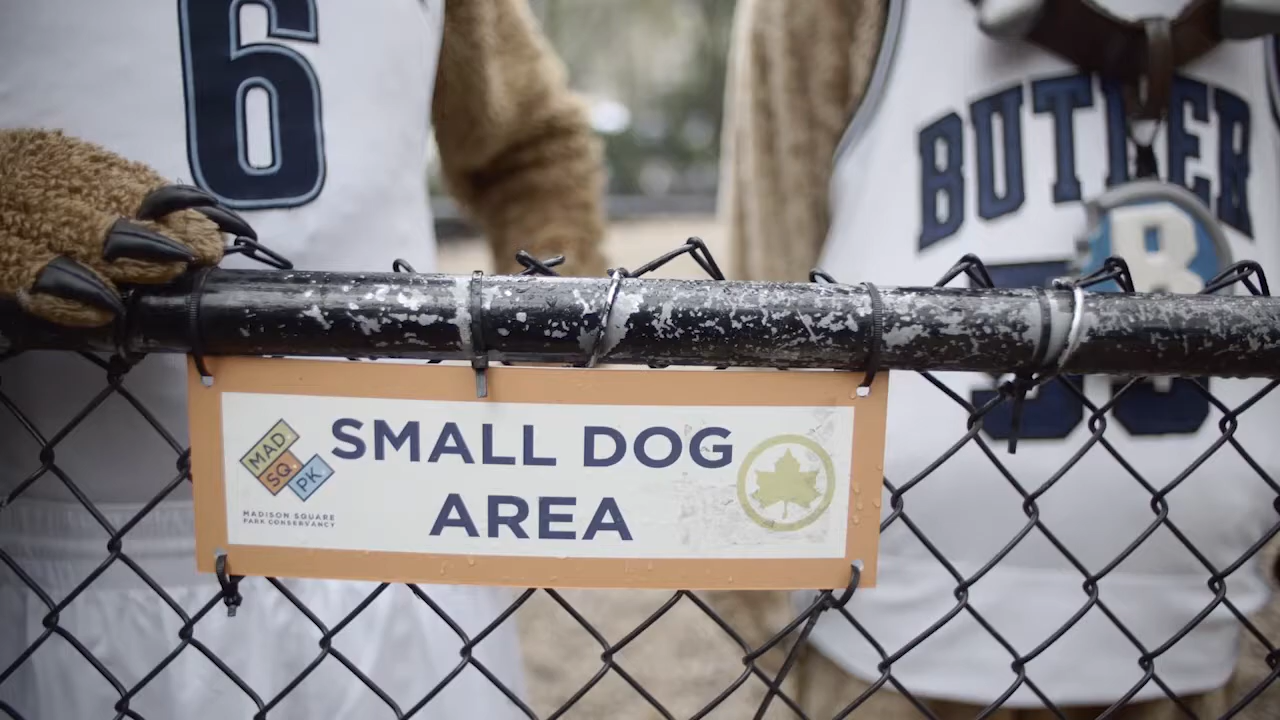 6
BUTLER
B
SMALL DOG
AREA
MAD.
SQ.
PK
MADISON SQUARE
PARK CONSERVANCY